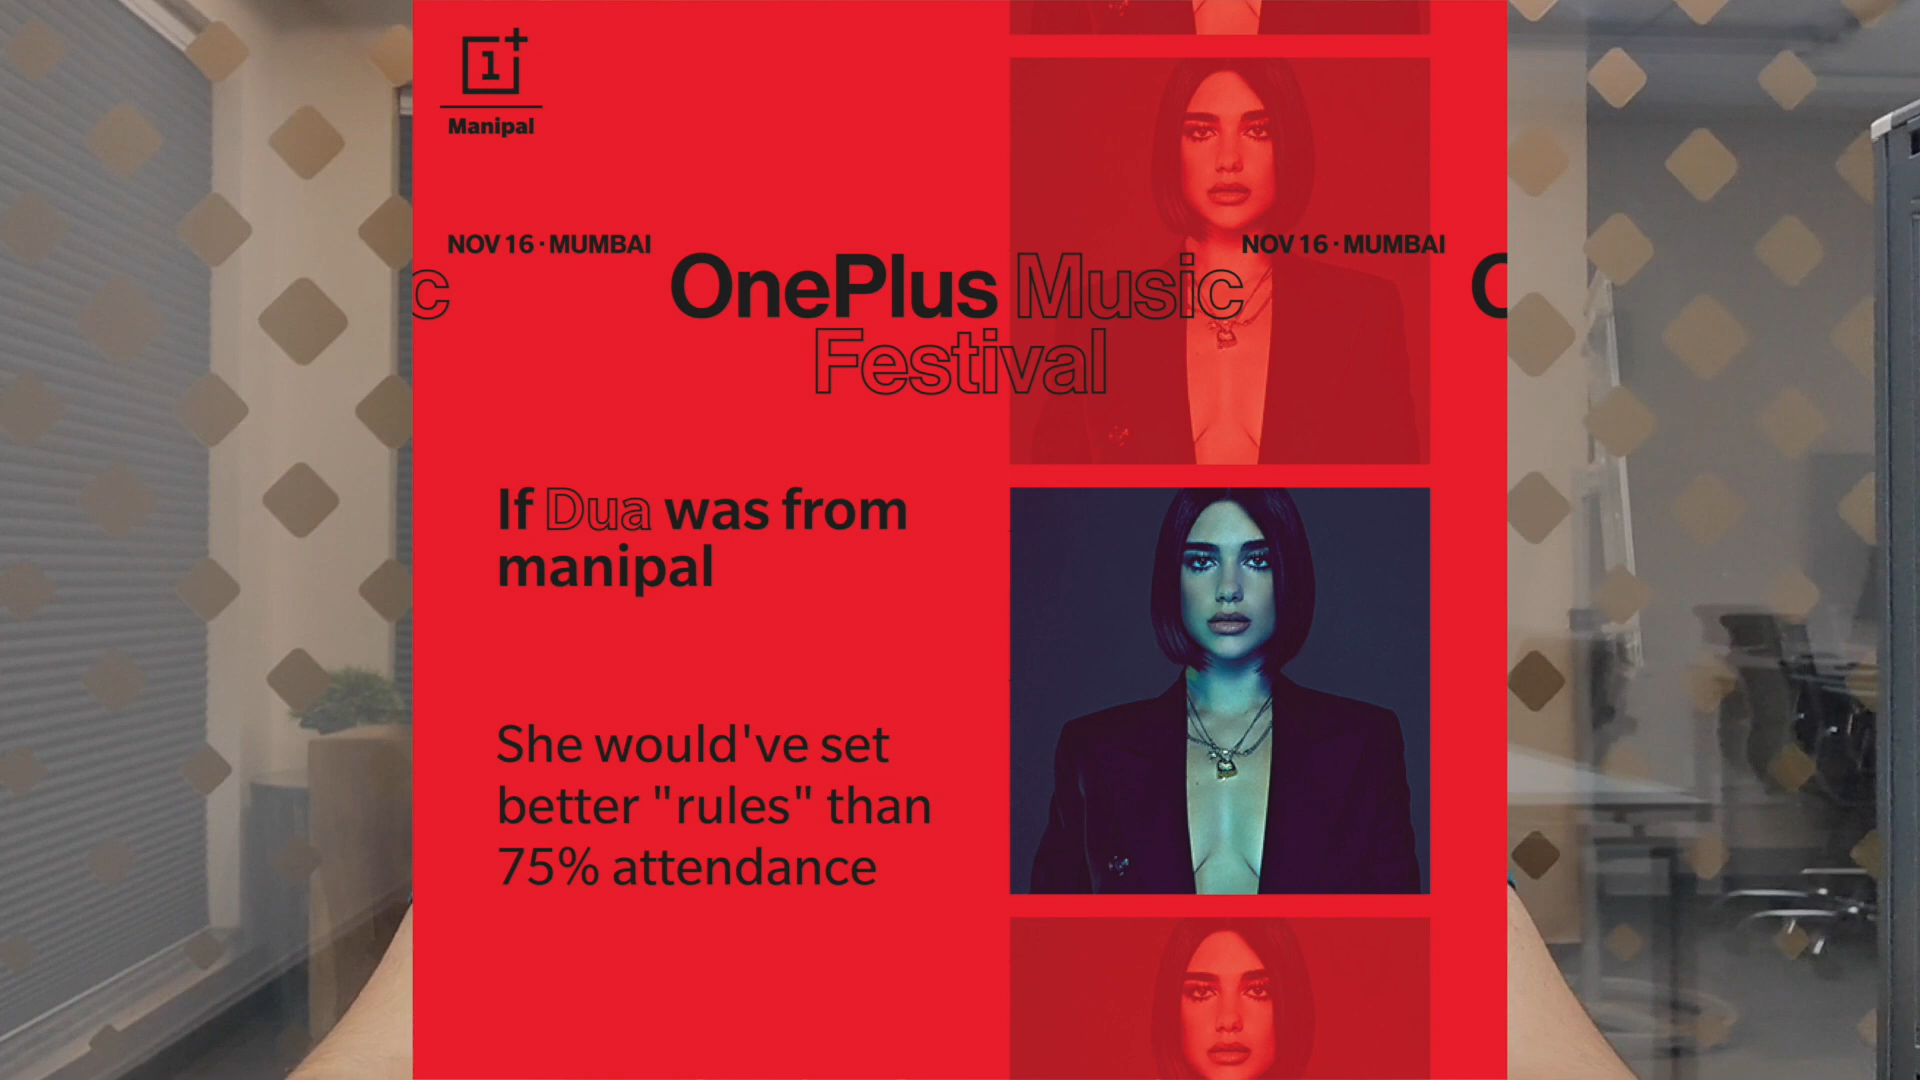 1+
Manipal
NOV 16 · MUMBAI
NOV 16 · MUMBAI
c
OnePlus Music
Festival
If Dua was from
manipal
She would've set
better "rules" than
75% attendance